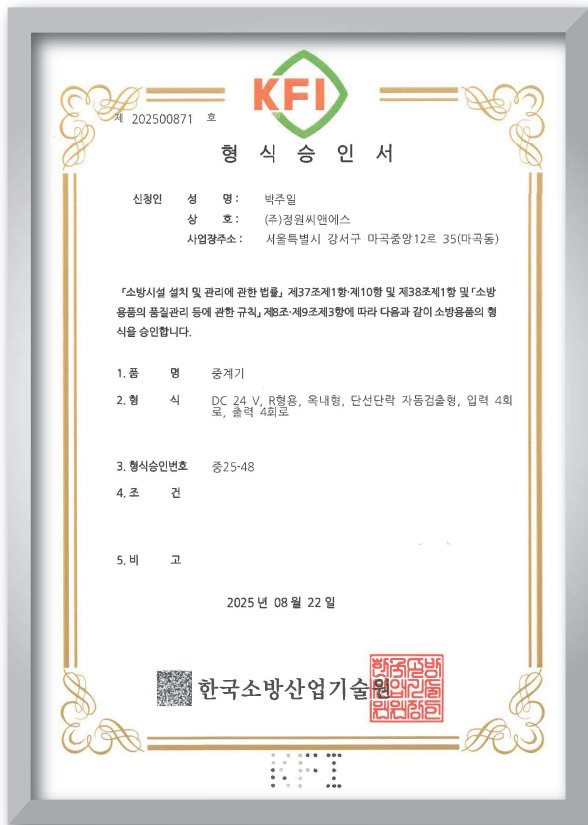 KFI
제 202500871 호
형 식 승 인 서
신청인 성 명 : 박주일
상 호 : (주)정원씨앤에스
사업장주소 : 서울특별시 강서구 마곡중앙12로 35(마곡동)
「소방시설 설치 및 관리에 관한 법률」 제37조제1항·제10항 및 제38조제1항 및 「소방
용품의 품질관리 등에 관한 규칙」 제8조·제9조제3항에 따라 다음과 같이 소방용품의 형
식을 승인합니다.
1. 품 명 중계기
2. 형 식 DC 24 V, R형용, 옥내형, 단선단락 자동검출형, 입력 4회
로, 출력 4회로
3. 형식승인번호 중25-48
4. 조 건
5. 비 고
2025 년 08 월 22 일
한국소방산업기술원
KFI